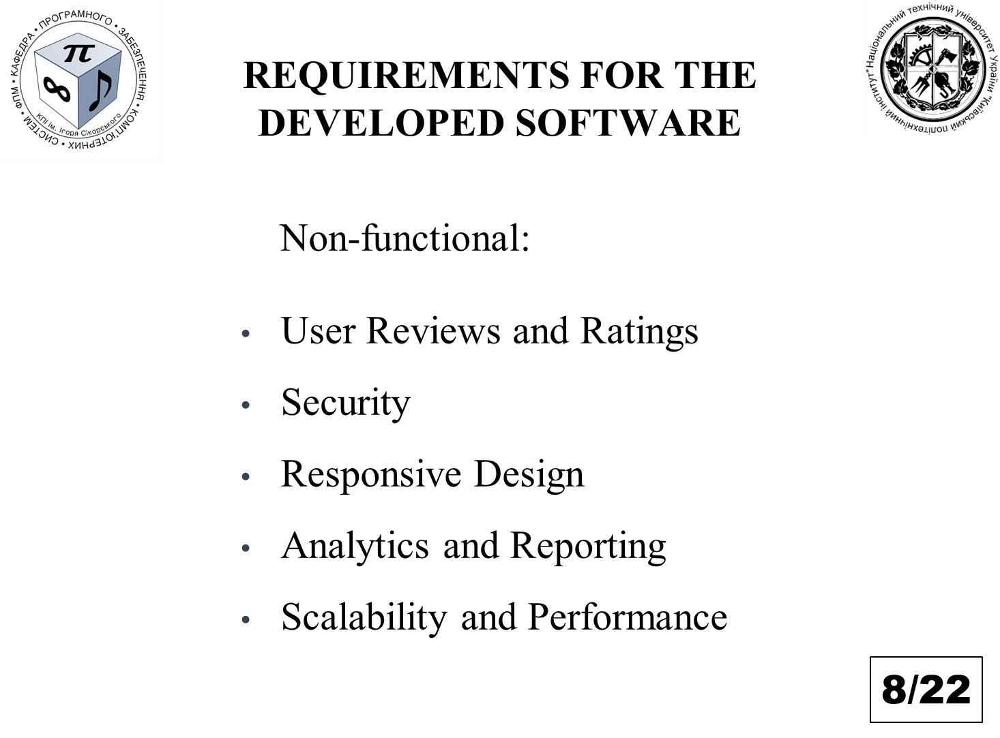 ФПМ • КАФЕДРА • ПРОГРАМНОГО • ЗАБЕЗПЕЧЕННЯ • КОМП'ЮТЕРНИХ • СИСТЕМ •
π
∞
КПІ ім. Ігоря Сікорського
Національний технічний університет України "Київський політехнічний інститут"
REQUIREMENTS FOR THE
DEVELOPED SOFTWARE
Non-functional:
• User Reviews and Ratings
• Security
• Responsive Design
• Analytics and Reporting
• Scalability and Performance
8/22